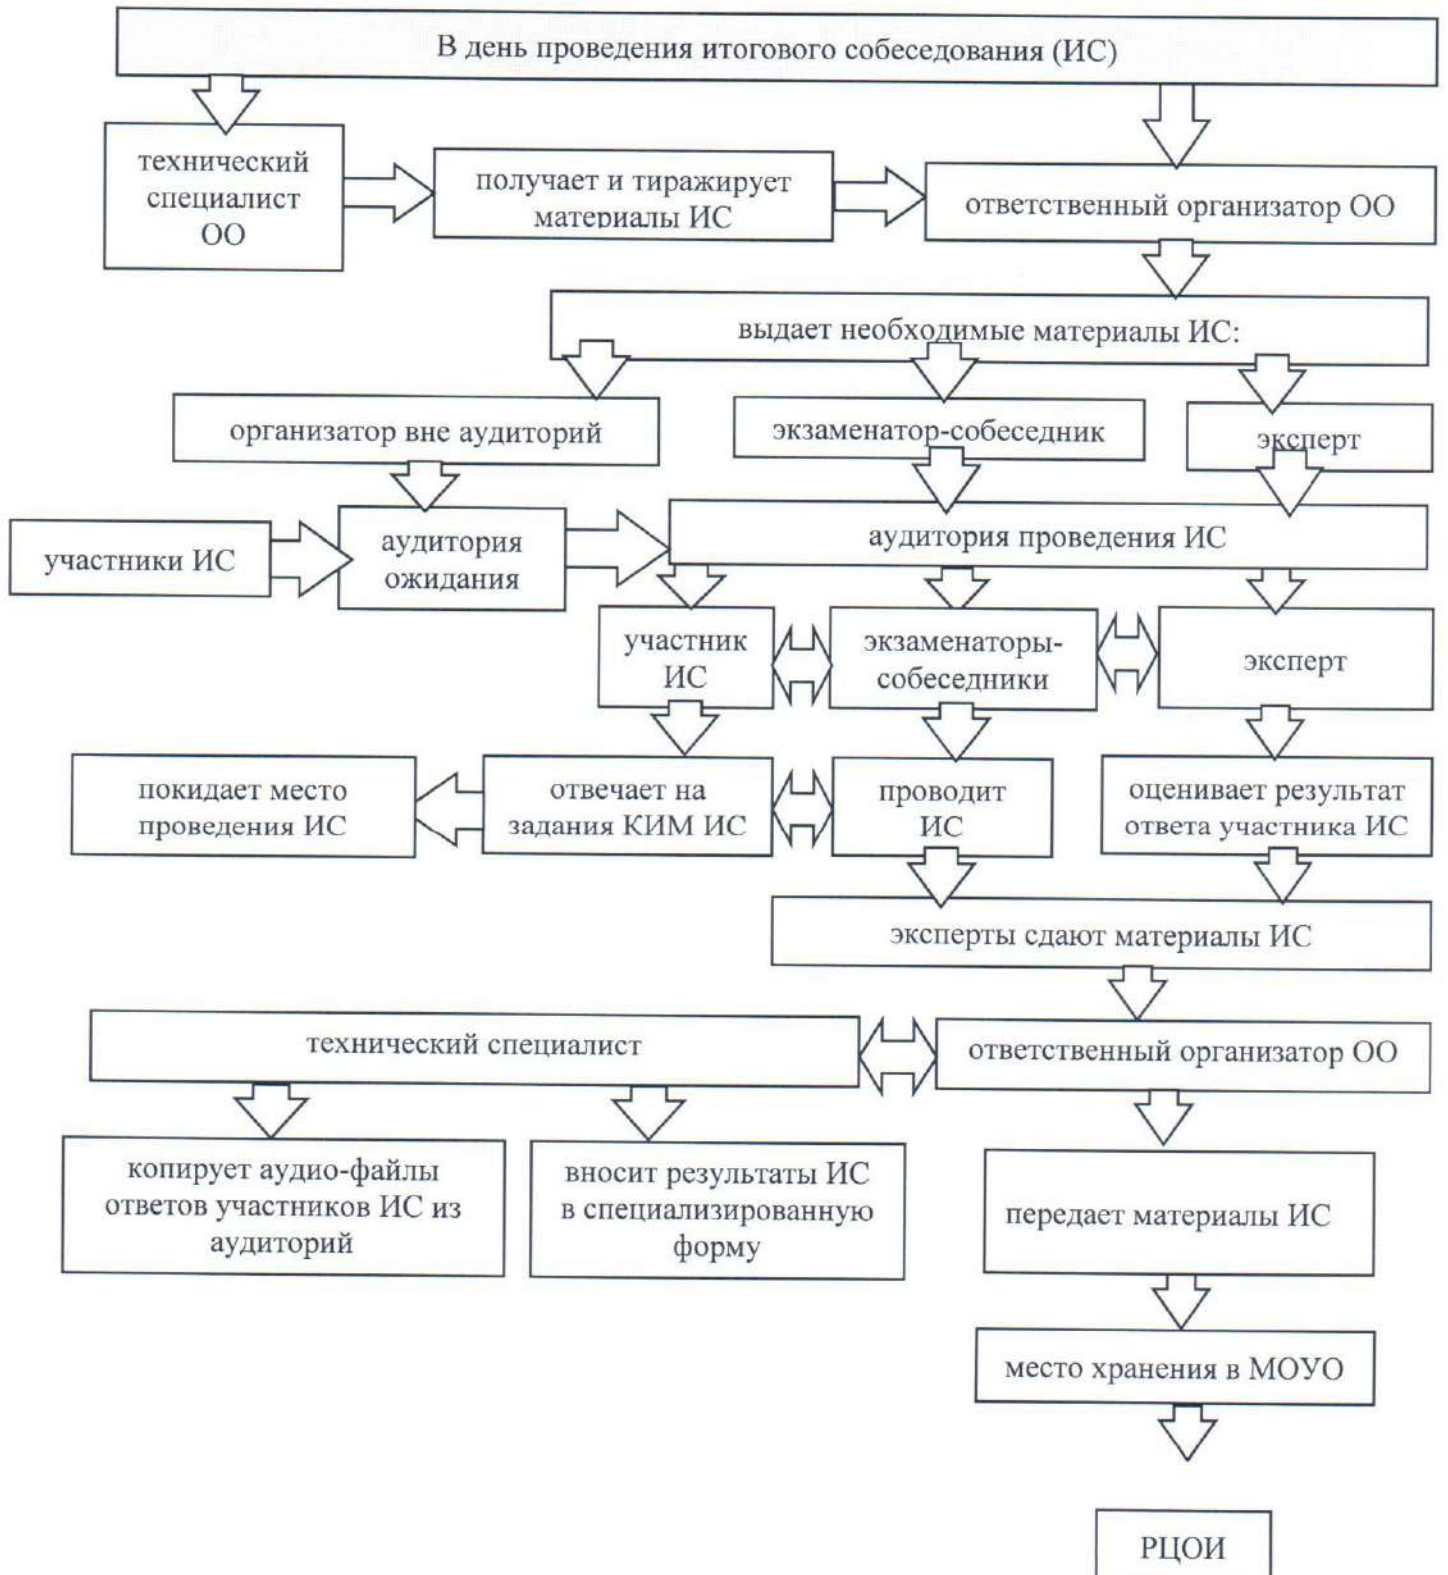 В день проведения итогового собеседования (ИС)
технический
специалист
ОО
получает и тиражирует
материалы ИС
ответственный организатор ОО
выдает необходимые материалы ИС:
организатор вне аудиторий
экзаменатор-собеседник
эксперт
участники ИС
аудитория
ожидания
аудитория проведения ИС
участник
ИС
экзаменаторы-
собеседники
эксперт
покидает место
проведения ИС
отвечает на
задания КИМ ИС
проводит
ИС
оценивает результат
ответа участника ИС
эксперты сдают материалы ИС
технический специалист
ответственный организатор ОО
копирует аудио-файлы
ответов участников ИС из
аудиторий
вносит результаты ИС
в специализированную
форму
передает материалы ИС
место хранения в МОУО
РЦОИ